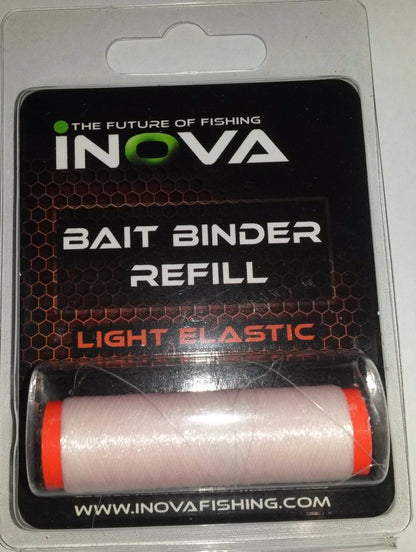 THE FUTURE OF FISHING
iNOVA
BAIT BINDER
REFILL
LIGHT ELASTIC
WWW.INOVAFISHING.COM